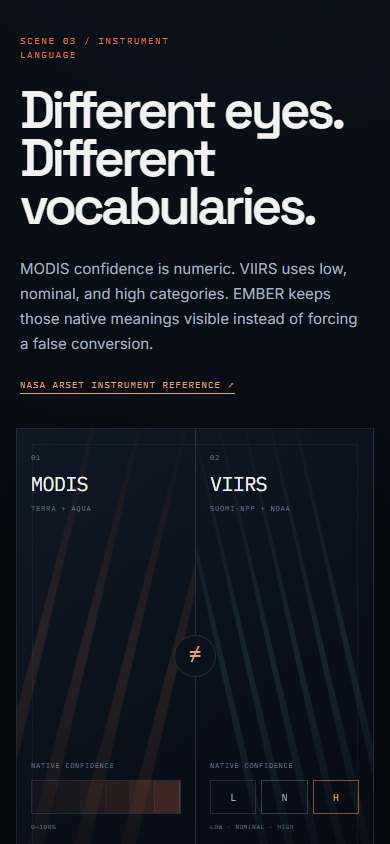 SCENE 03 / INSTRUMENT
LANGUAGE
Different eyes.
Different
vocabularies.
MODIS confidence is numeric. VIIRS uses low,
nominal, and high categories. EMBER keeps
those native meanings visible instead of forcing
a false conversion.
NASA ARSET INSTRUMENT REFERENCE ↗
01
MODIS
TERRA + AQUA
02
VIIRS
SUOMI-NPP + NOAA
≠
NATIVE CONFIDENCE
0–100%
NATIVE CONFIDENCE
L N H
LOW · NOMINAL · HIGH